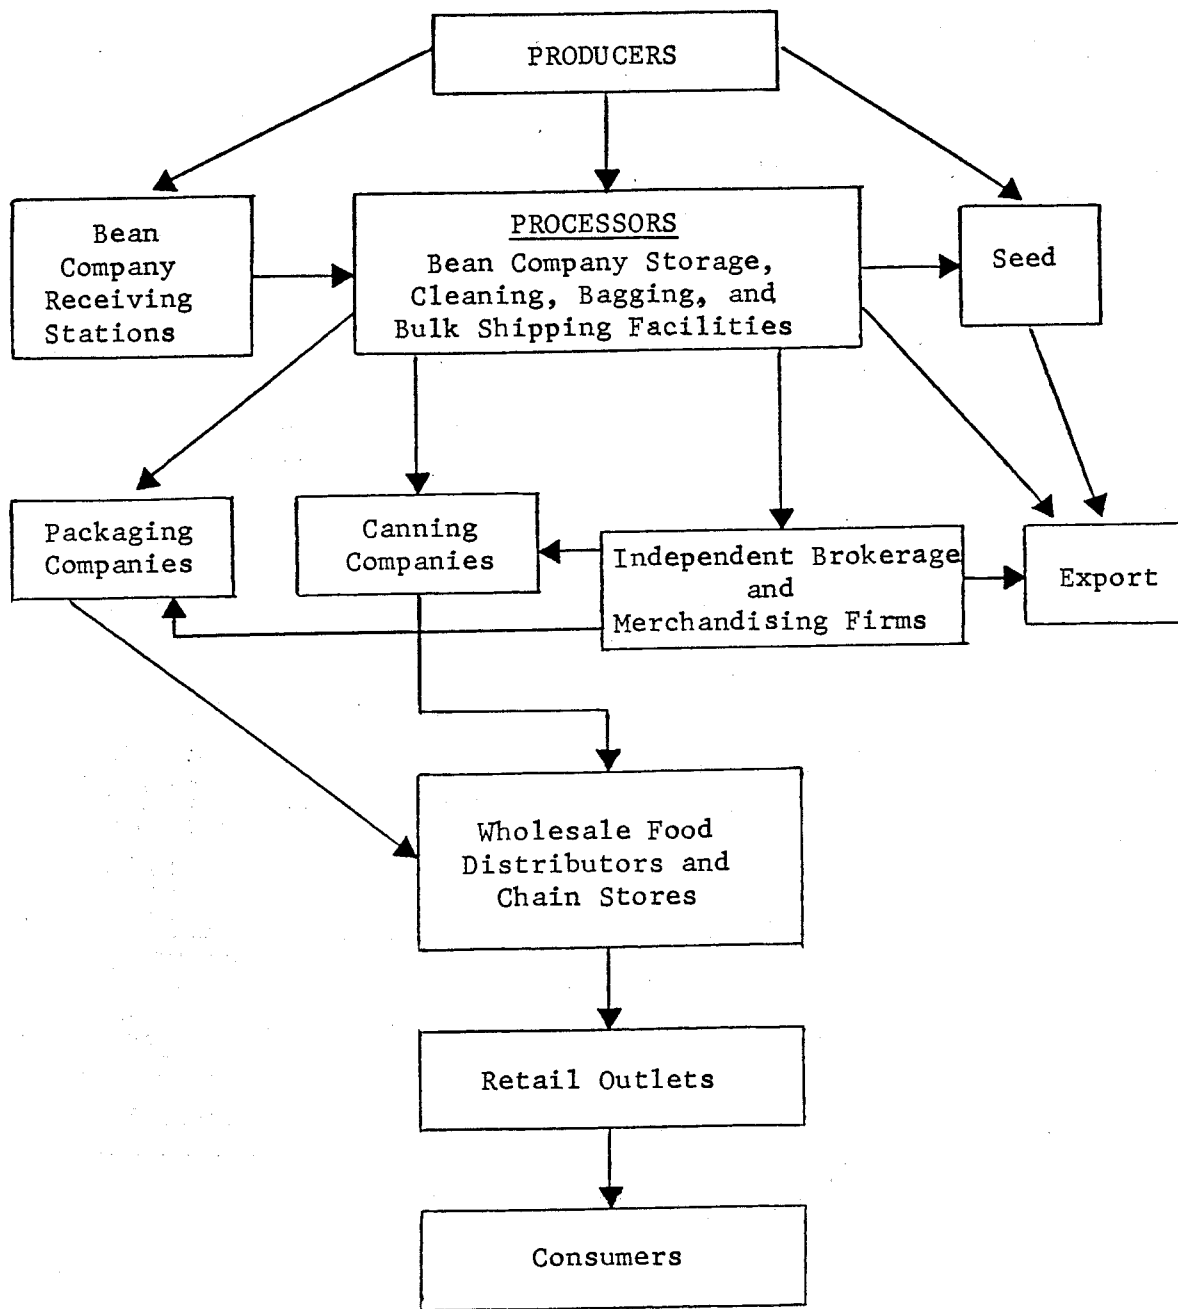 PRODUCERS
Bean
Company
Receiving
Stations
PROCESSORS
Bean Company Storage,
Cleaning, Bagging, and
Bulk Shipping Facilities
Seed
Packaging
Companies
Canning
Companies
Independent Brokerage
and
Merchandising Firms
Export
Wholesale Food
Distributors and
Chain Stores
Retail Outlets
Consumers